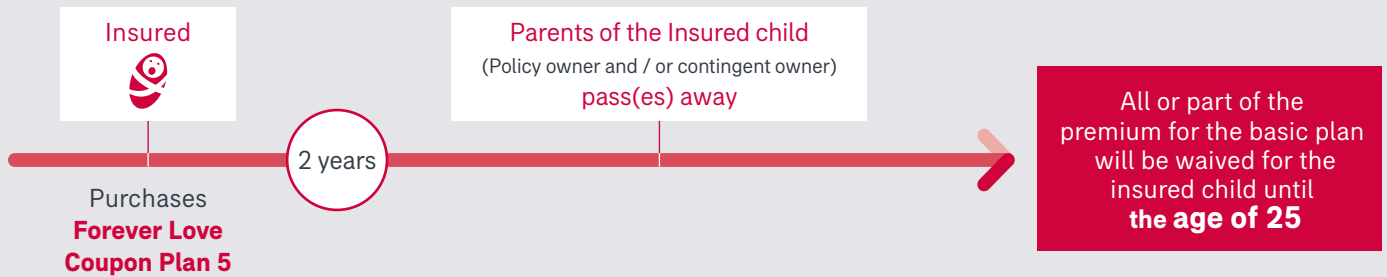 Insured
Purchases
Forever Love
Coupon Plan 5
2 years
Parents of the Insured child
(Policy owner and / or contingent owner)
pass(es) away
All or part of the
premium for the basic plan
will be waived for the
insured child until
the age of 25